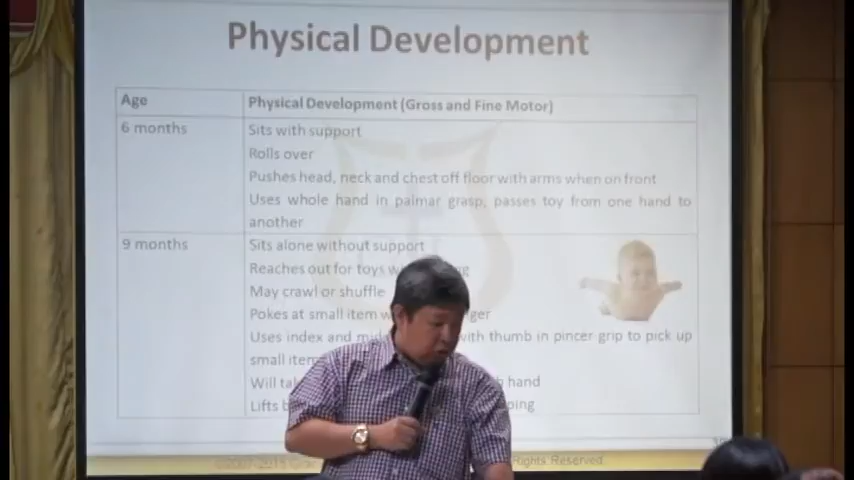 Physical Development
Age
Physical Development (Gross and Fine Motor)
6 months
Sits with support
Rolls over
Pushes head, neck and chest off floor with arms when on front
Uses whole hand in palmar grasp, passes toy from one hand to
another
9 months
Sits alone without support
Reaches out for toys
May crawl or shuffle
Pokes at small item
Uses index and with thumb in pincer grip to pick up
small
Will hand
Lifts
Rights Reserved